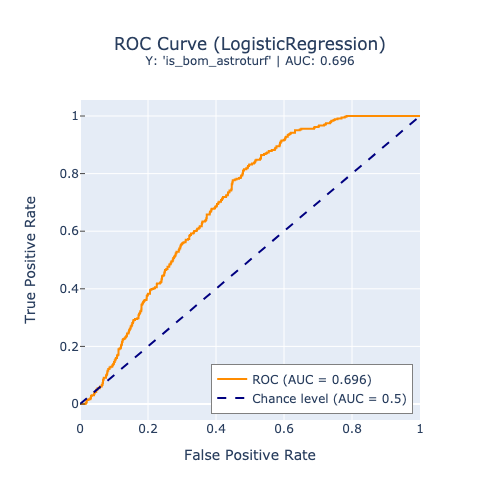 ROC Curve (LogisticRegression)
Y: 'is_bom_astroturf' | AUC: 0.696
True Positive Rate
1
0.8
0.6
0.4
0.2
0
ROC (AUC = 0.696)
Chance level (AUC = 0.5)
0
0.2
0.4
0.6
0.8
1
False Positive Rate